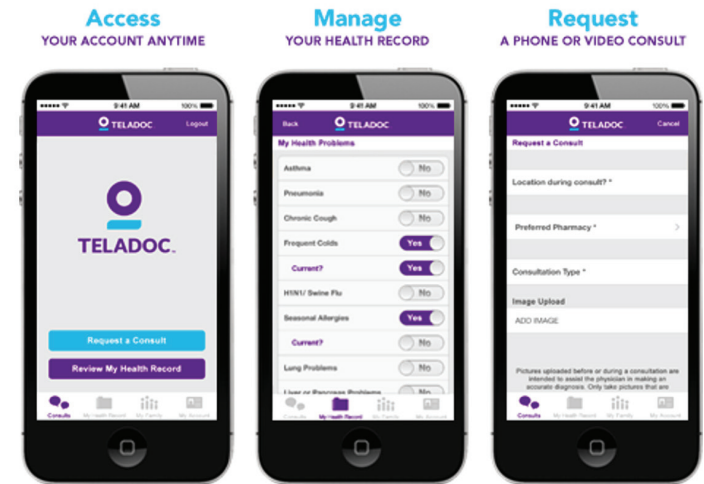 Access
YOUR ACCOUNT ANYTIME
9:41 AM
100%
TELADOC
Logout
TELADOC
Request a Consult
Review My Health Record
Consults
My Health Record
My Family
My Account
Manage
YOUR HEALTH RECORD
9:41 AM
100%
Back
TELADOC
My Health Problems
Asthma No
Pneumonia No
Chronic Cough No
Frequent Colds Yes
Current? Yes
H1N1/ Swine Flu No
Seasonal Allergies Yes
Current? No
Lung Problems No
Liver or Pancreas Problems No
Consults
My Health Record
My Family
My Account
Request
A PHONE OR VIDEO CONSULT
9:41 AM
100%
TELADOC
Cancel
Request a Consult
Location during consult? *
Preferred Pharmacy *
Consultation Type *
Image Upload
ADD IMAGE
Pictures uploaded before or during a consultation are
intended to assist the physician in making an
accurate diagnosis. Only take pictures that are
Consults
My Health Record
My Family
My Account